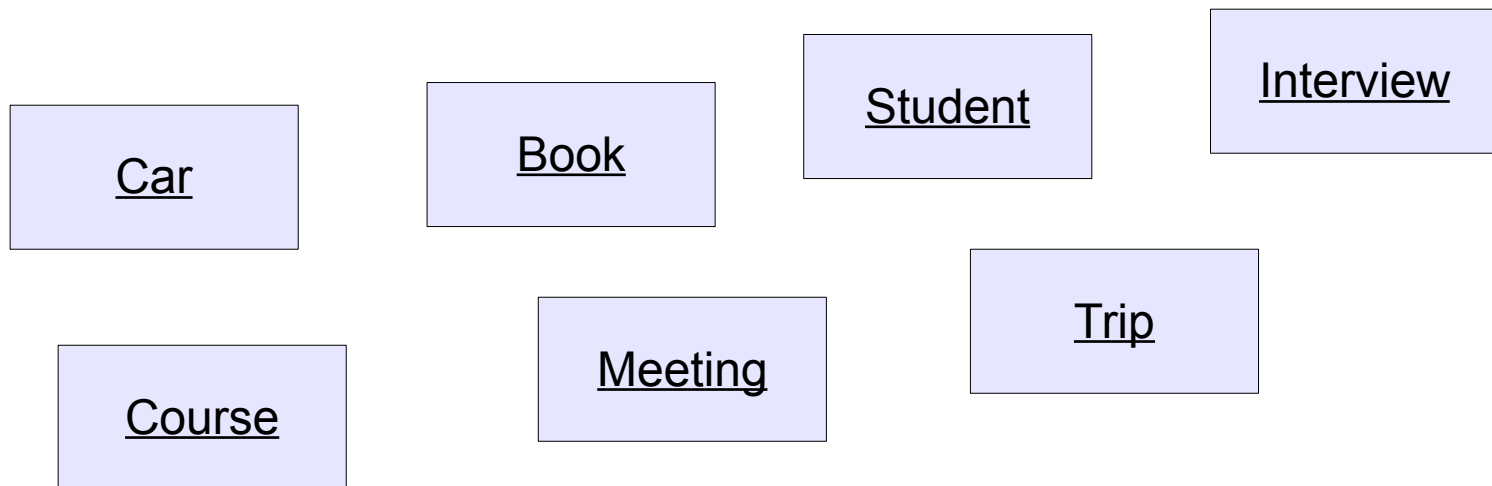 Car
Book
Student
Interview
Course
Meeting
Trip